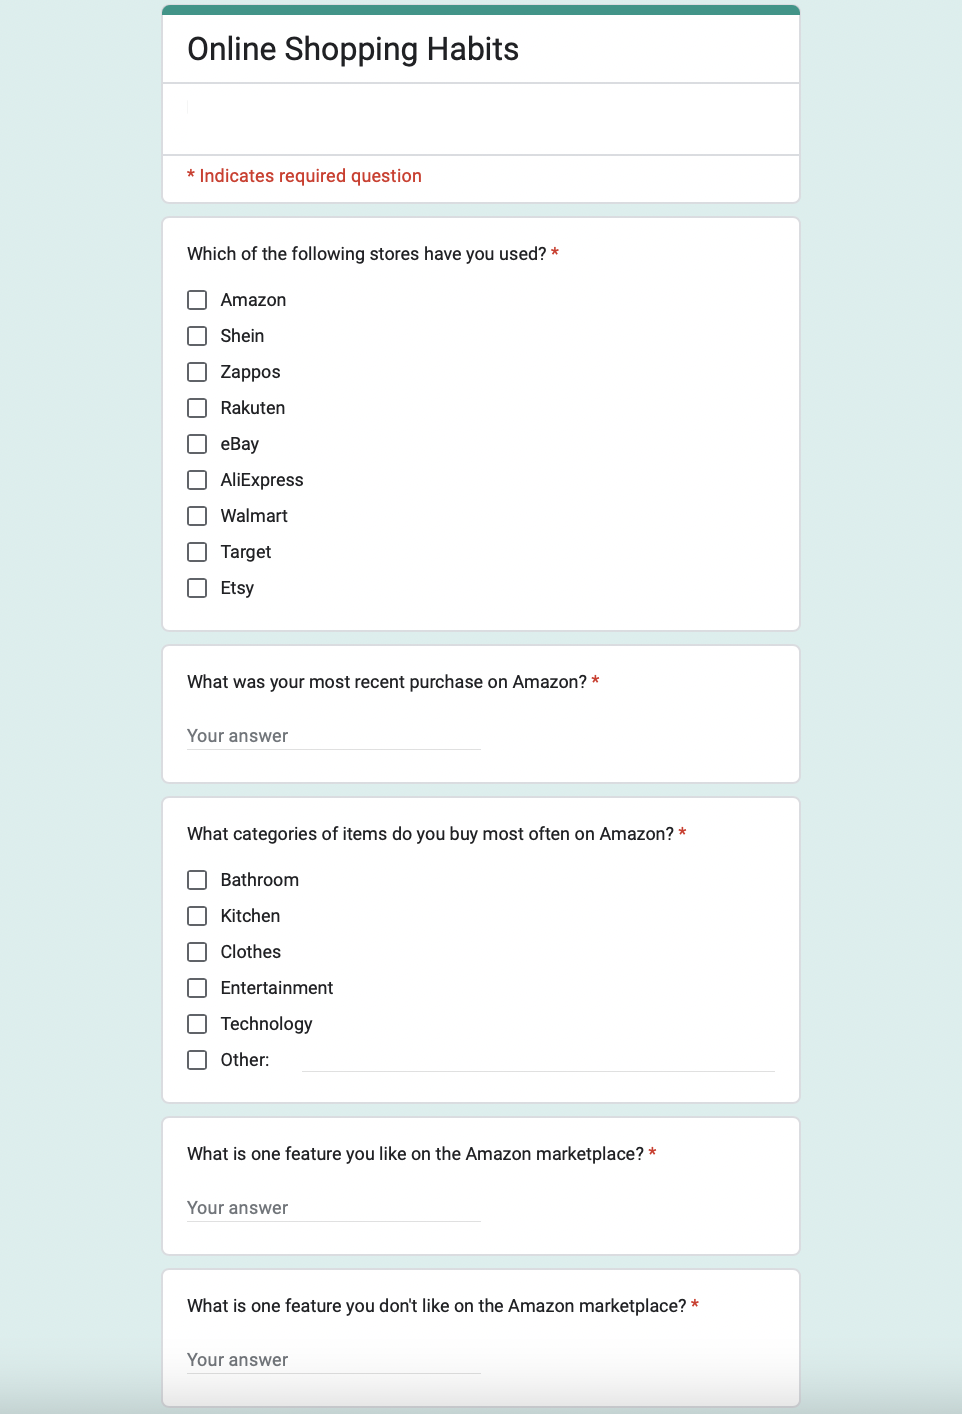 Online Shopping Habits
* Indicates required question
Which of the following stores have you used? *
Amazon
Shein
Zappos
Rakuten
eBay
AliExpress
Walmart
Target
Etsy
What was your most recent purchase on Amazon? *
Your answer
What categories of items do you buy most often on Amazon? *
Bathroom
Kitchen
Clothes
Entertainment
Technology
Other:
What is one feature you like on the Amazon marketplace? *
Your answer
What is one feature you don't like on the Amazon marketplace? *
Your answer